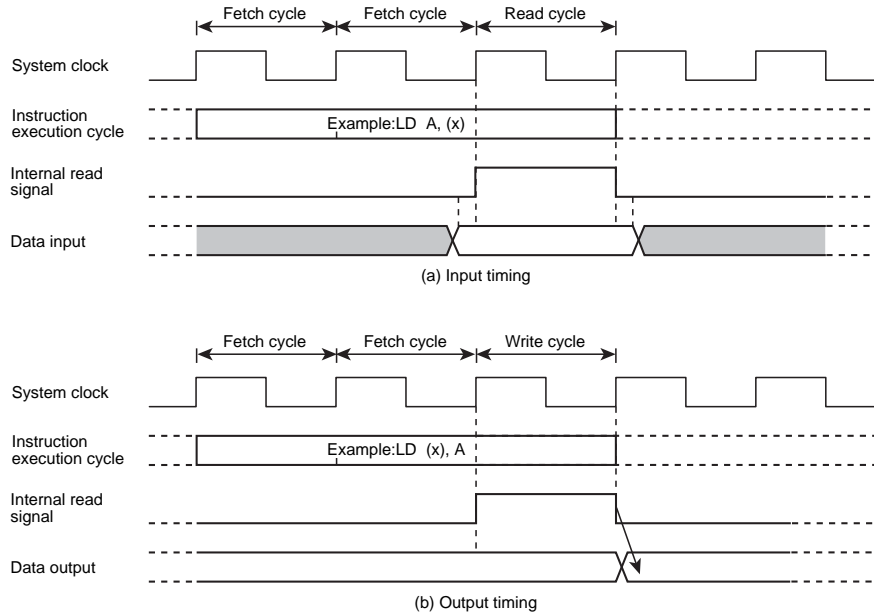 Fetch cycle Fetch cycle Read cycle
System clock
Instruction
execution cycle
Example:LD A, (x)
Internal read
signal
Data input
(a) Input timing
Fetch cycle Fetch cycle Write cycle
System clock
Instruction
execution cycle
Example:LD (x), A
Internal read
signal
Data output
(b) Output timing